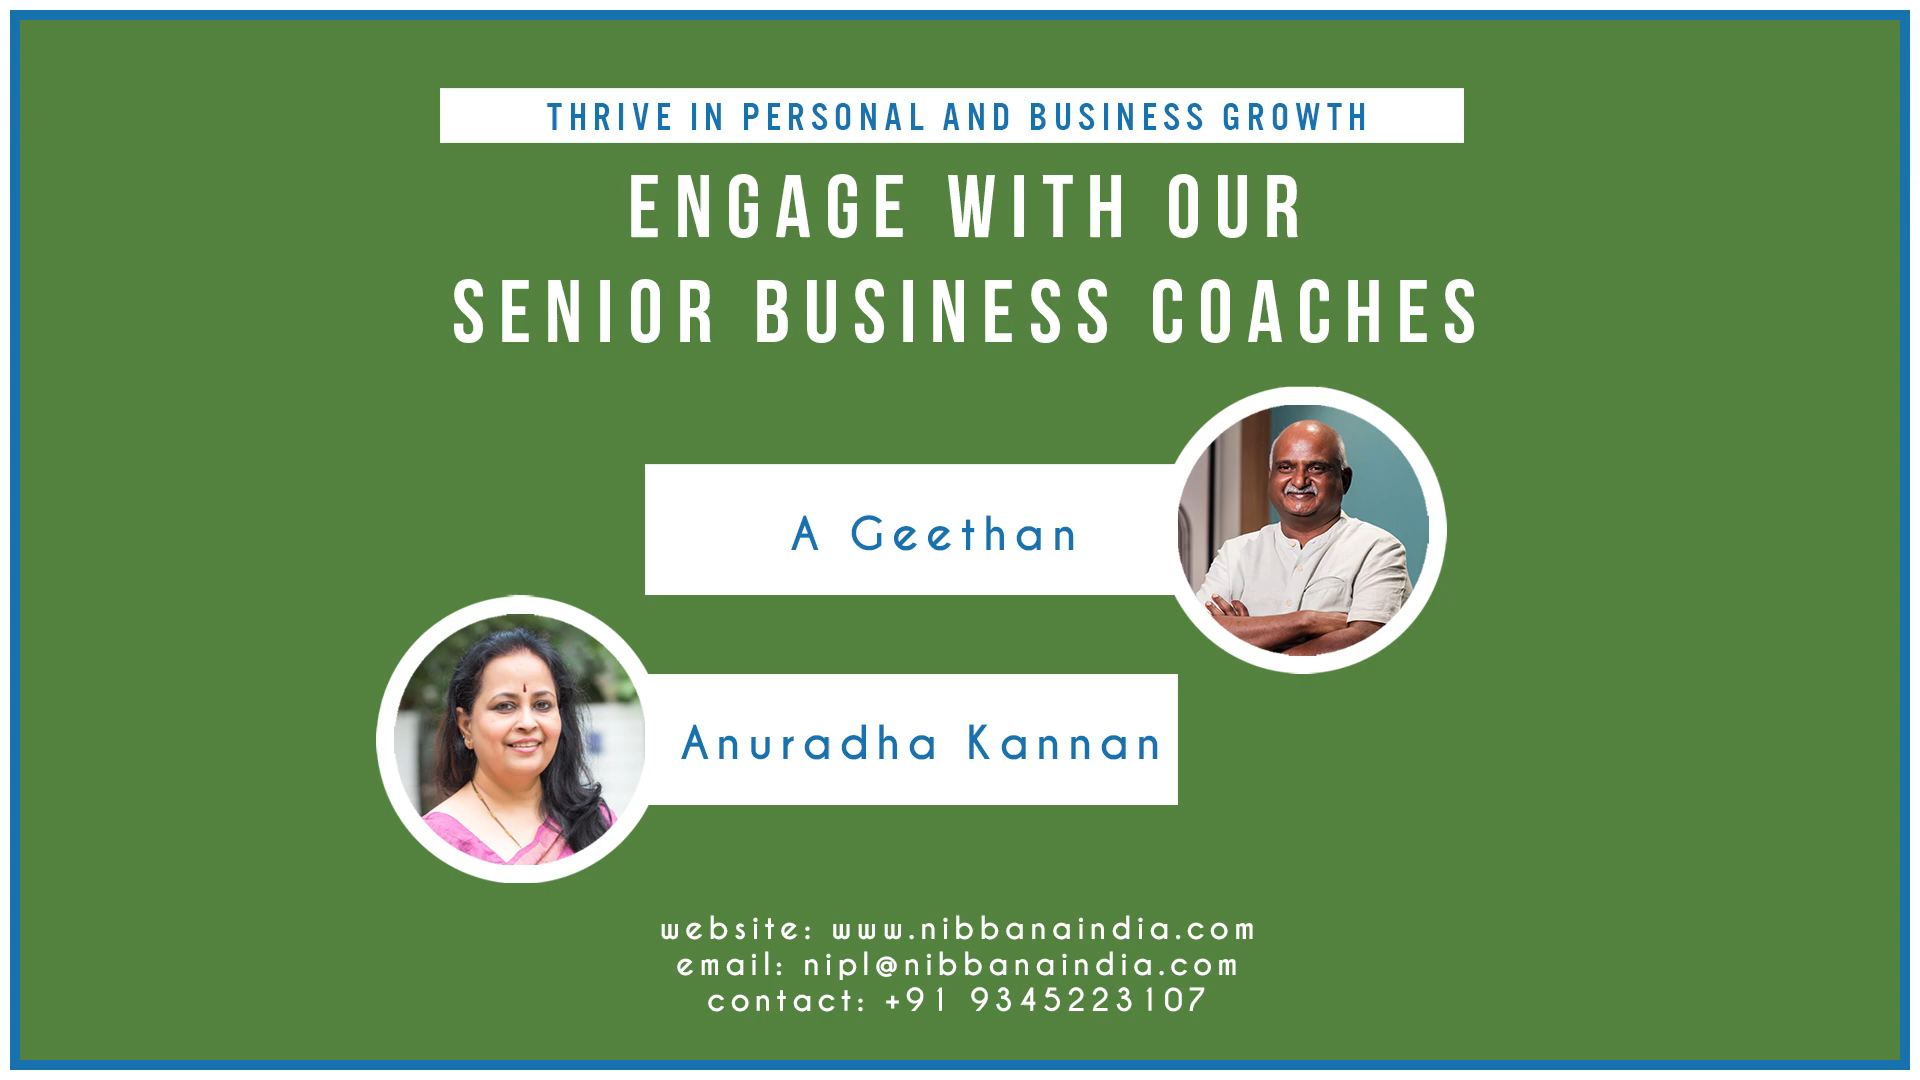 THRIVE IN PERSONAL AND BUSINESS GROWTH
ENGAGE WITH OUR
SENIOR BUSINESS COACHES
A Geethan
Anuradha Kannan
website: www.nibbanaindia.com
email: nipl@nibbanaindia.com
contact: +91 9345223107